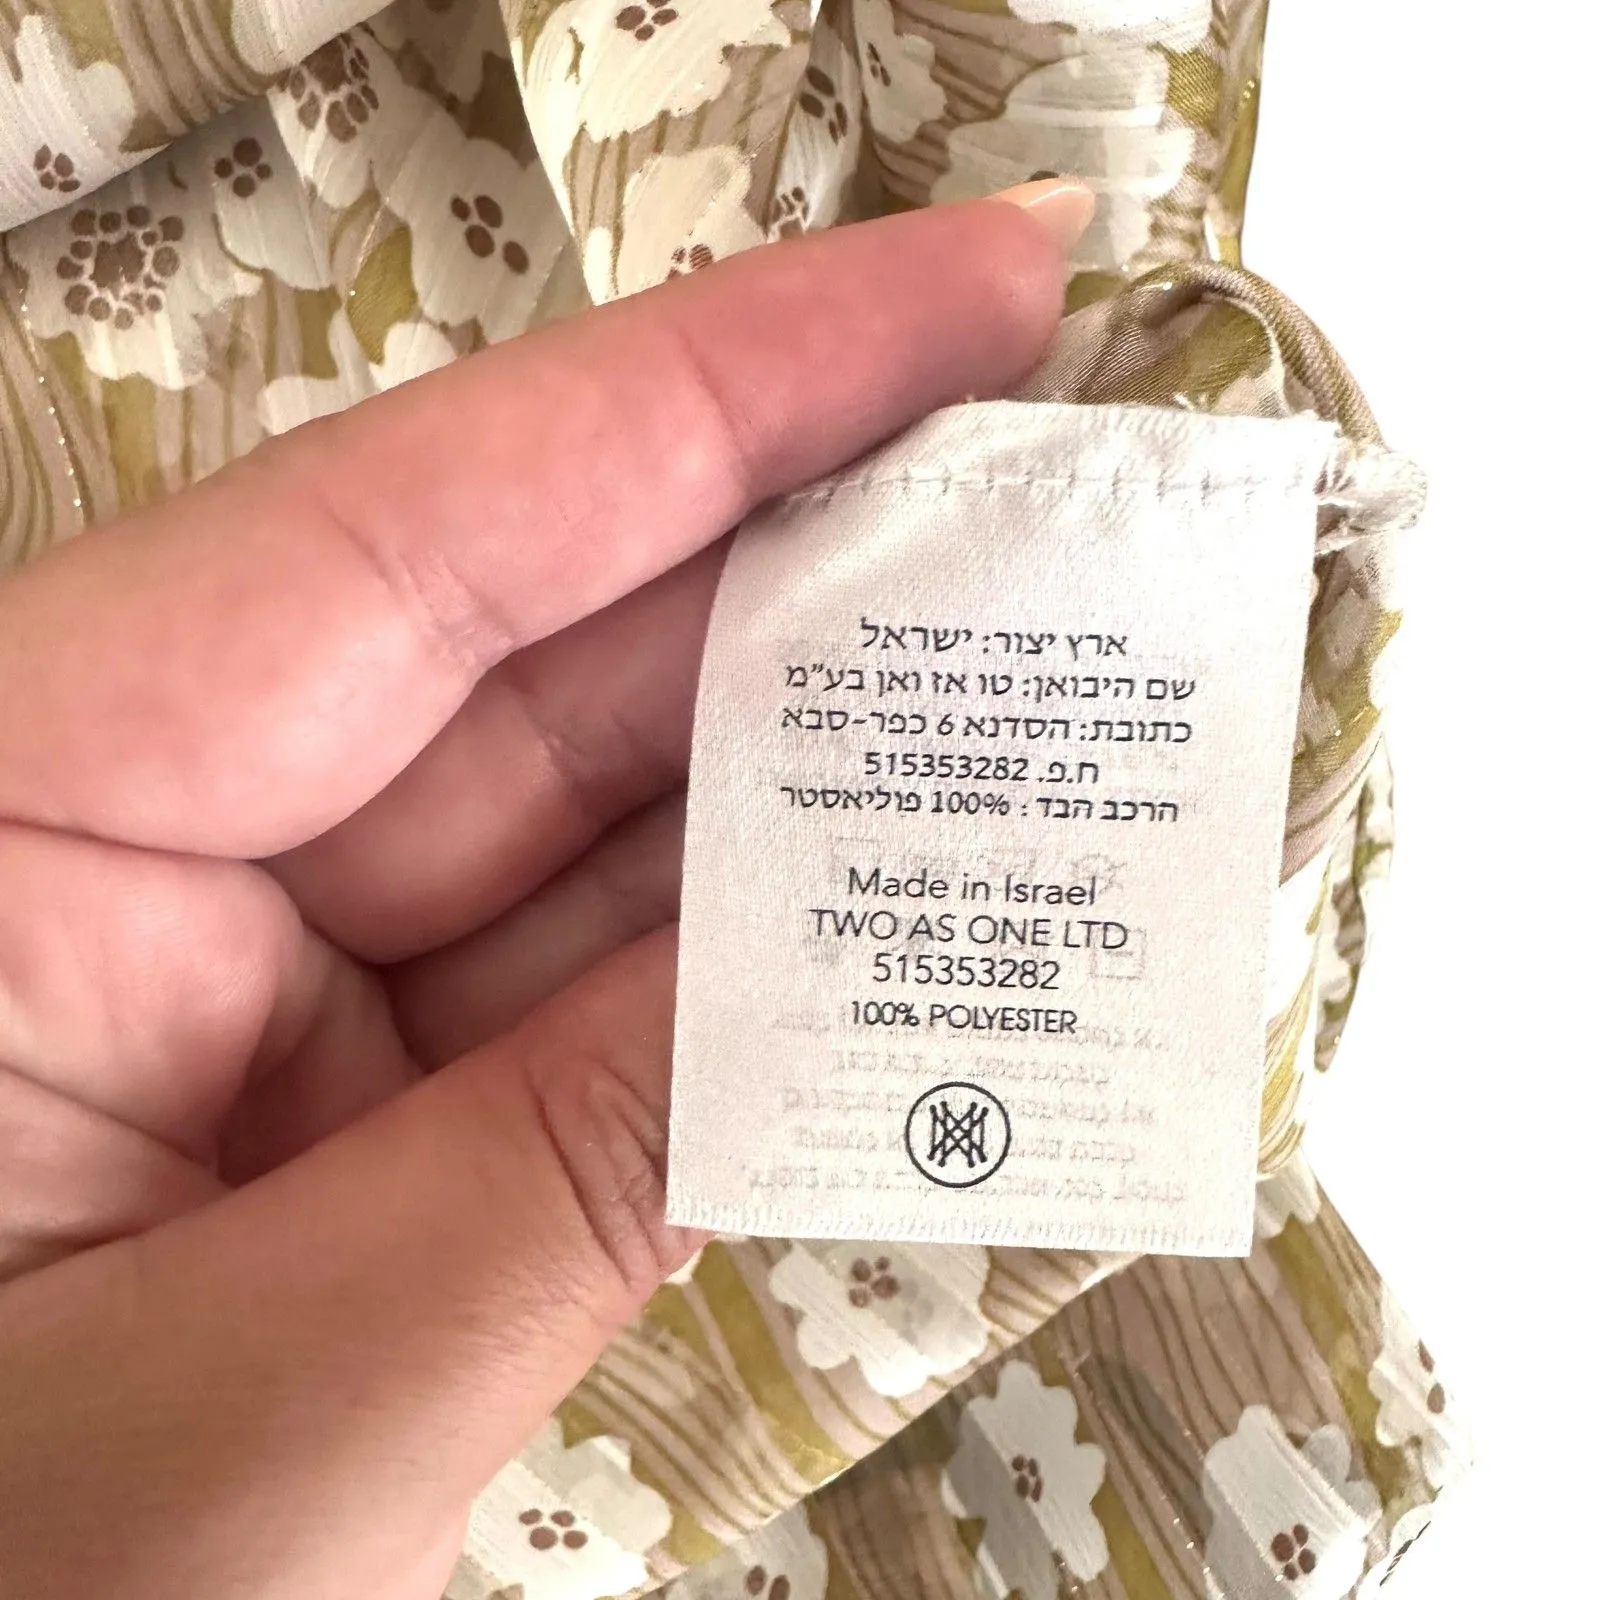 ארץ יצור: ישראל
שם היבואן: טו אז ואן בע"מ
כתובת: הסדנא 6 כפר-סבא
ח.פ. 515353282
הרכב הבד : 100% פוליאסטר
Made in Israel
TWO AS ONE LTD
515353282
100% POLYESTER